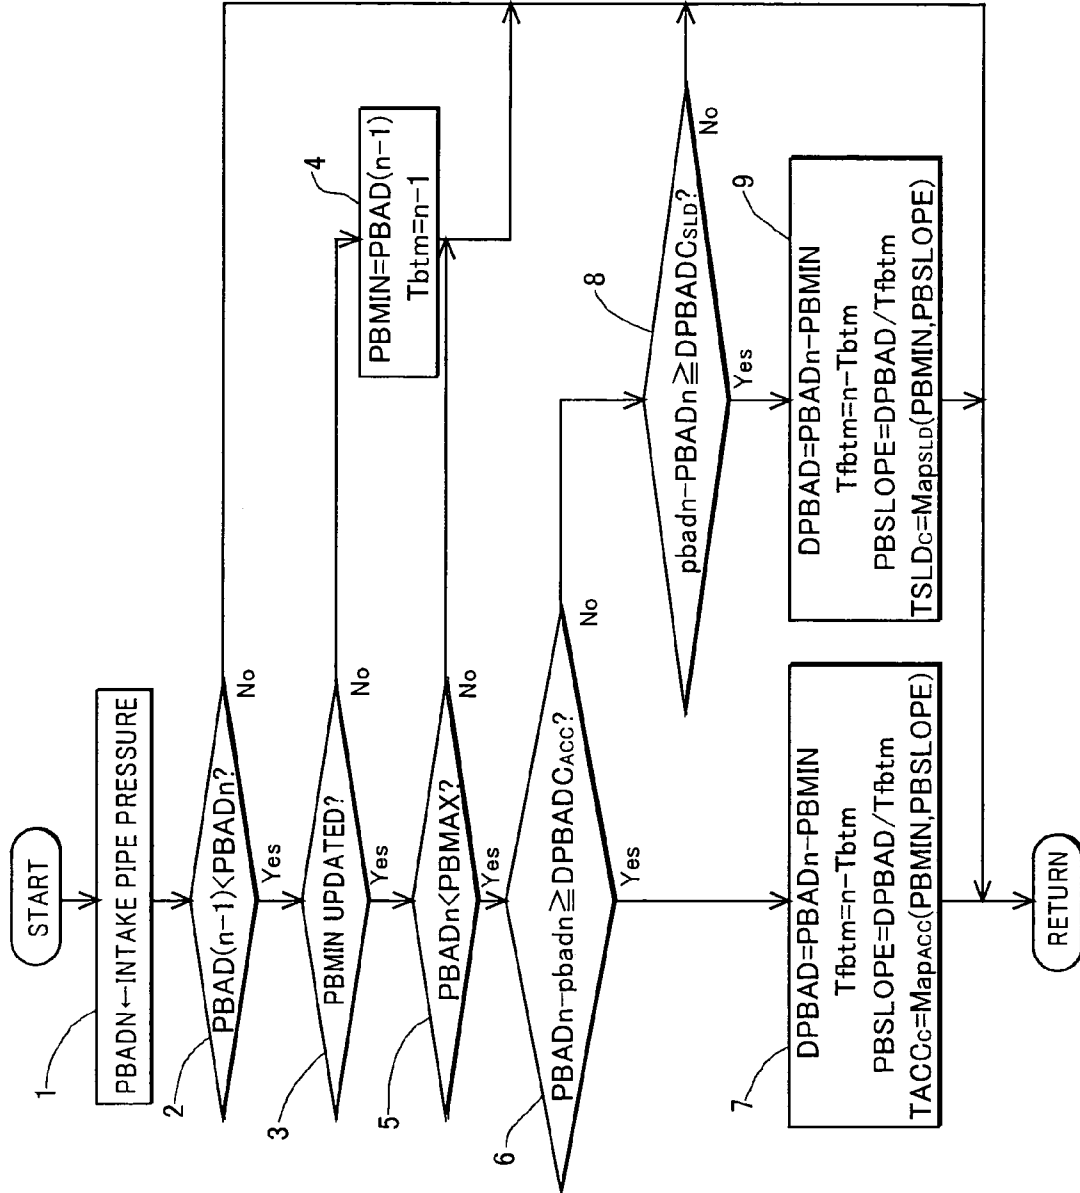 START
1
PBADN←INTAKE PIPE PRESSURE
2
PBAD(n-1)<PBADn?
No
Yes
3
PBMIN UPDATED?
No
Yes
4
PBMIN=PBAD(n-1)
Tbtm=n-1
5
PBADn<PBMAX?
No
Yes
6
PBADn-pbadn≧DPBADCACC?
No
Yes
7
DPBAD=PBADn-PBMIN
Tfbtm=n-Tbtm
PBSLOPE=DPBAD/Tfbtm
TACCc=MapACC(PBMIN,PBSLOPE)
8
pbadn-PBADn≧DPBADCSLD?
No
Yes
9
DPBAD=PBADn-PBMIN
Tfbtm=n-Tbtm
PBSLOPE=DPBAD/Tfbtm
TSLDc=MapSLD(PBMIN,PBSLOPE)
RETURN